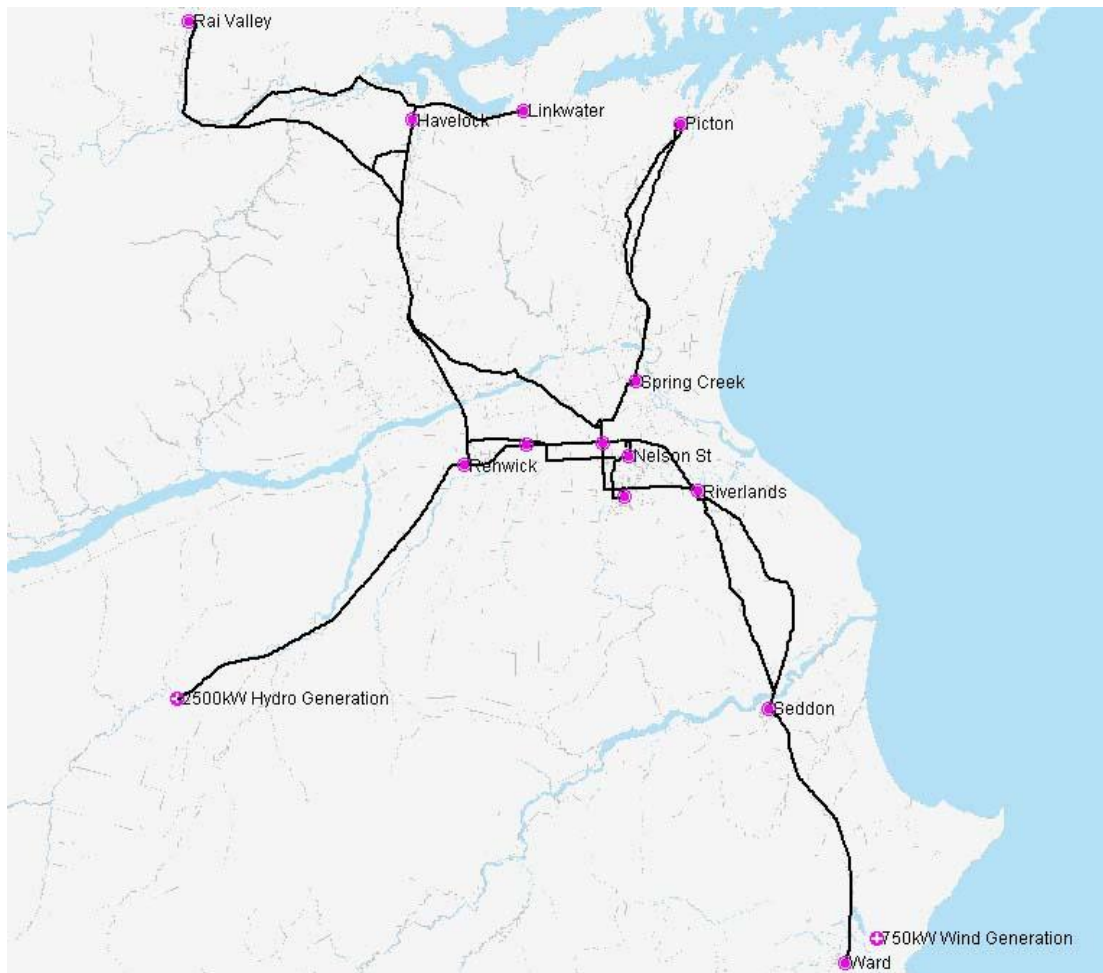 Rai Valley
Linkwater
Havelock
Picton
Spring Creek
Nelson St
Renwick
Riverlands
2500kW Hydro Generation
Seddon
750kW Wind Generation
Ward